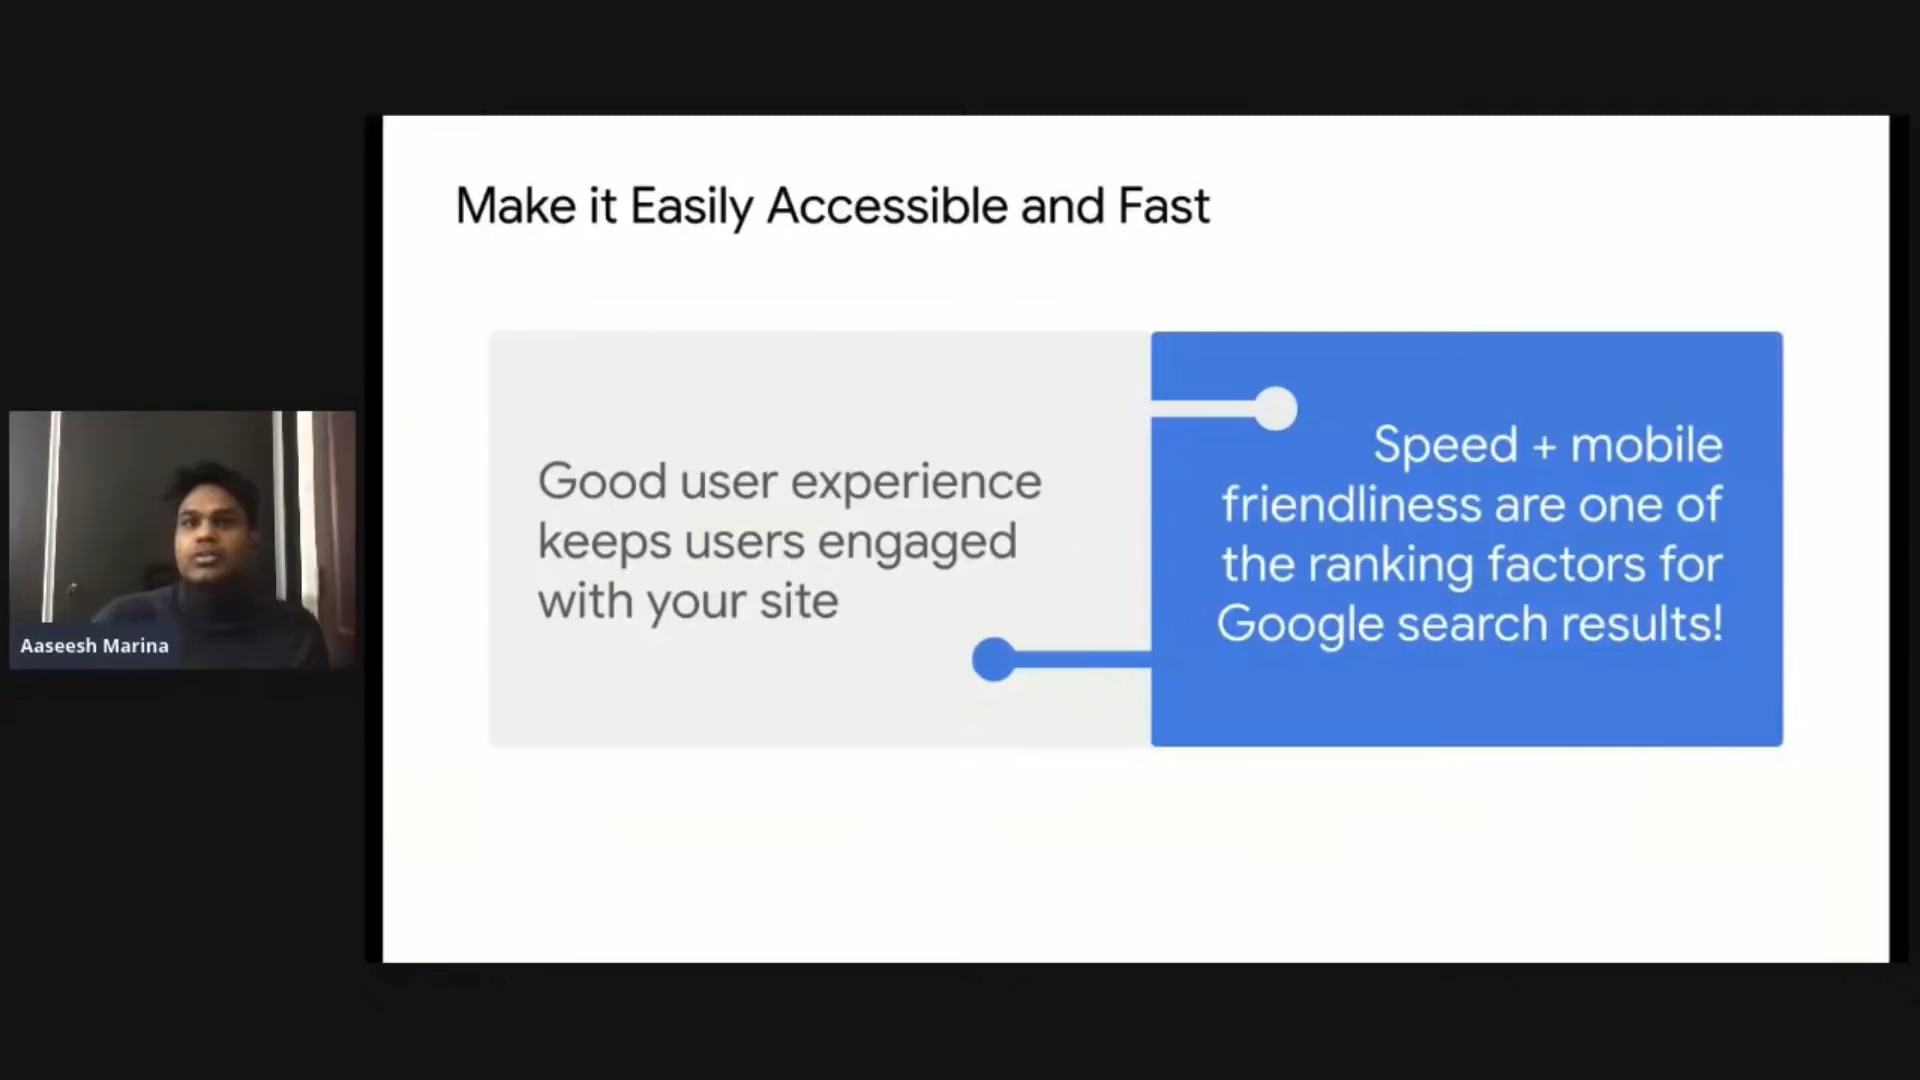 Make it Easily Accessible and Fast
Good user experience
keeps users engaged
with your site
Speed + mobile
friendliness are one of
the ranking factors for
Google search results!
Aaseesh Marina